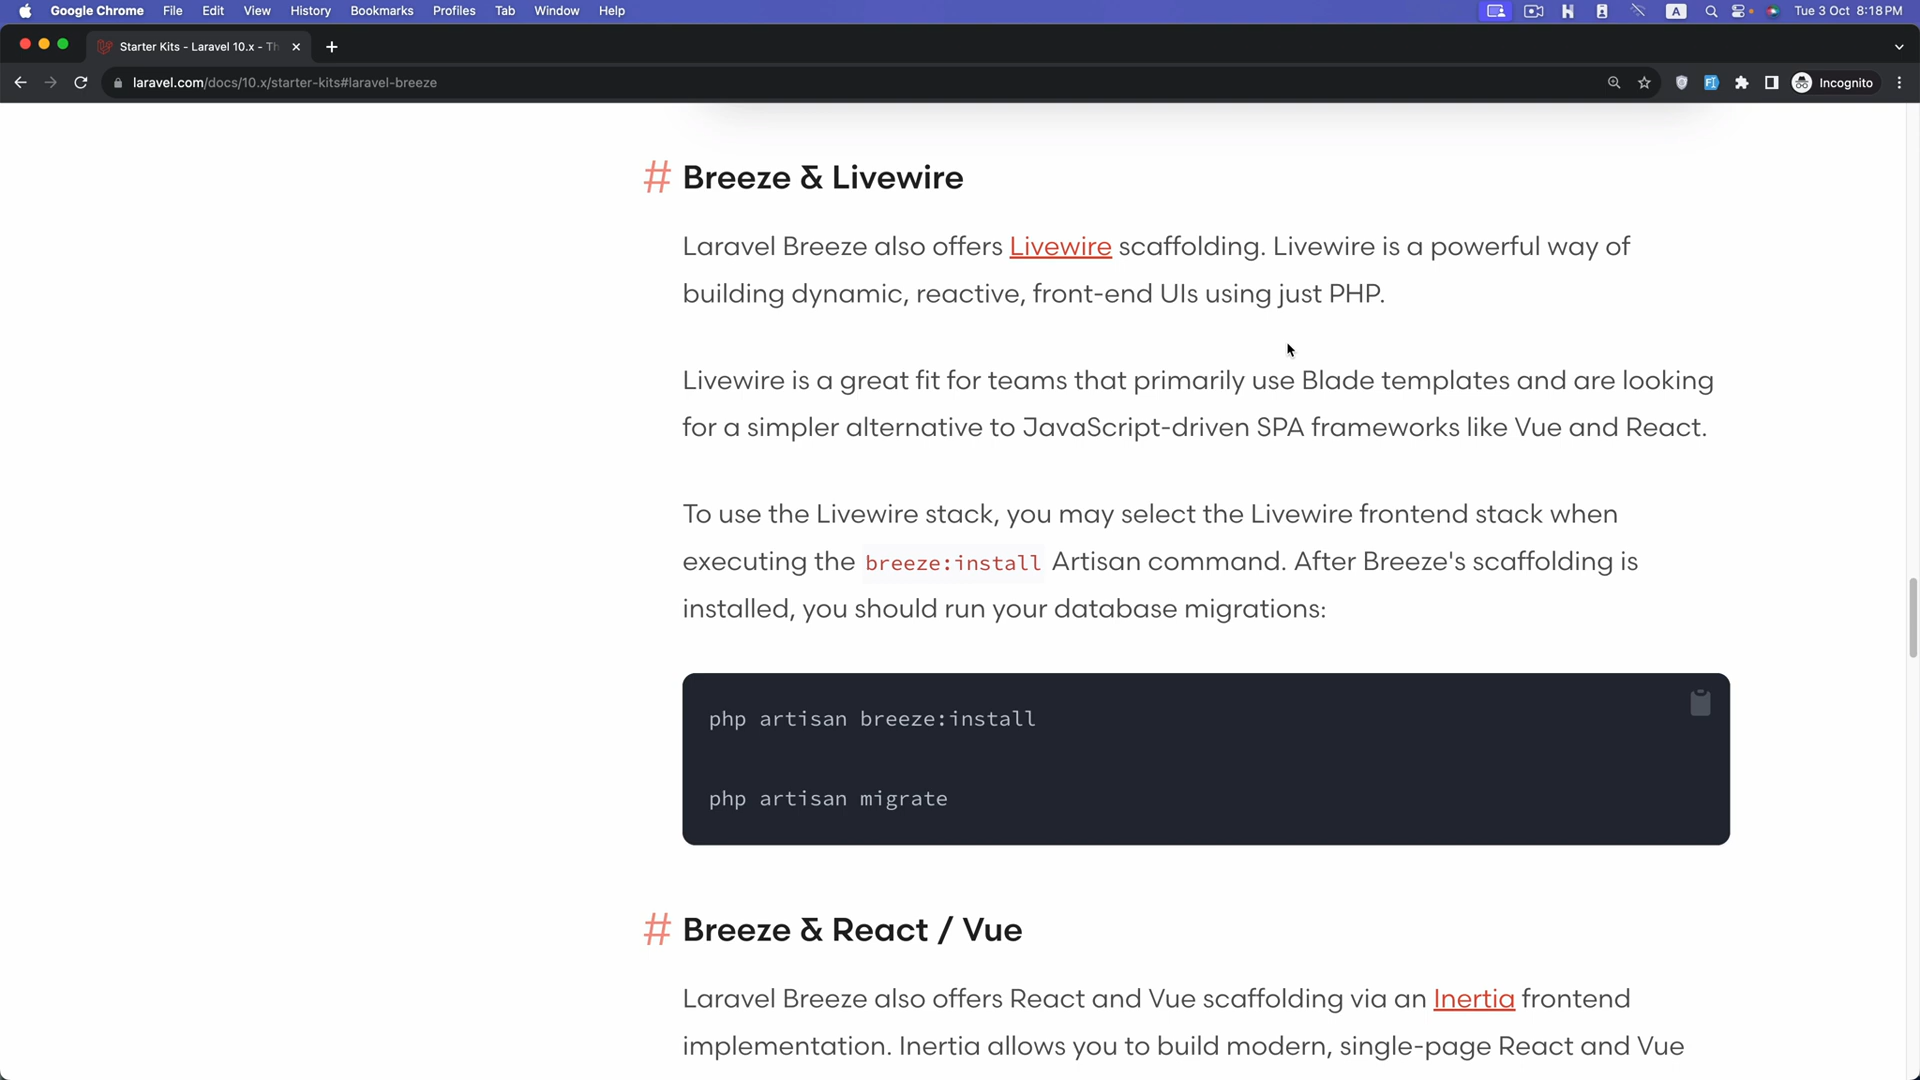 Google Chrome File Edit View History Bookmarks Profiles Tab Window Help A Tue 3 Oct 8:18 PM
Starter Kits - Laravel 10.x - Th
laravel.com/docs/10.x/starter-kits#laravel-breeze Incognito
# Breeze & Livewire
Laravel Breeze also offers Livewire scaffolding. Livewire is a powerful way of
building dynamic, reactive, front-end UIs using just PHP.
Livewire is a great fit for teams that primarily use Blade templates and are looking
for a simpler alternative to JavaScript-driven SPA frameworks like Vue and React.
To use the Livewire stack, you may select the Livewire frontend stack when
executing the breeze:install Artisan command. After Breeze's scaffolding is
installed, you should run your database migrations:
php artisan breeze:install
php artisan migrate
# Breeze & React / Vue
Laravel Breeze also offers React and Vue scaffolding via an Inertia frontend
implementation. Inertia allows you to build modern, single-page React and Vue